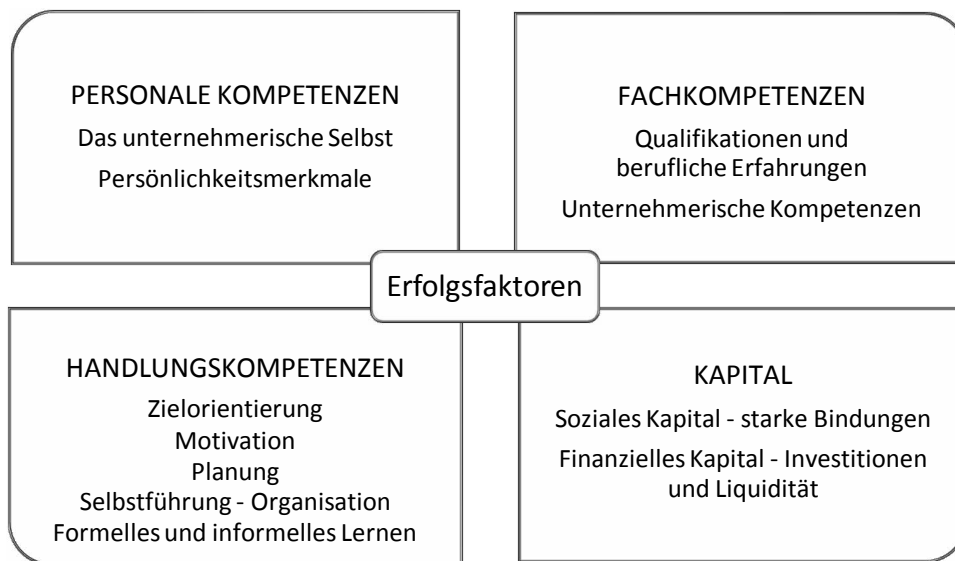 PERSONALE KOMPETENZEN
Das unternehmerische Selbst
Persönlichkeitsmerkmale
FACHKOMPETENZEN
Qualifikationen und
berufliche Erfahrungen
Unternehmerische Kompetenzen
Erfolgsfaktoren
HANDLUNGSKOMPETENZEN
Zielorientierung
Motivation
Planung
Selbstführung - Organisation
Formelles und informelles Lernen
KAPITAL
Soziales Kapital - starke Bindungen
Finanzielles Kapital - Investitionen
und Liquidität